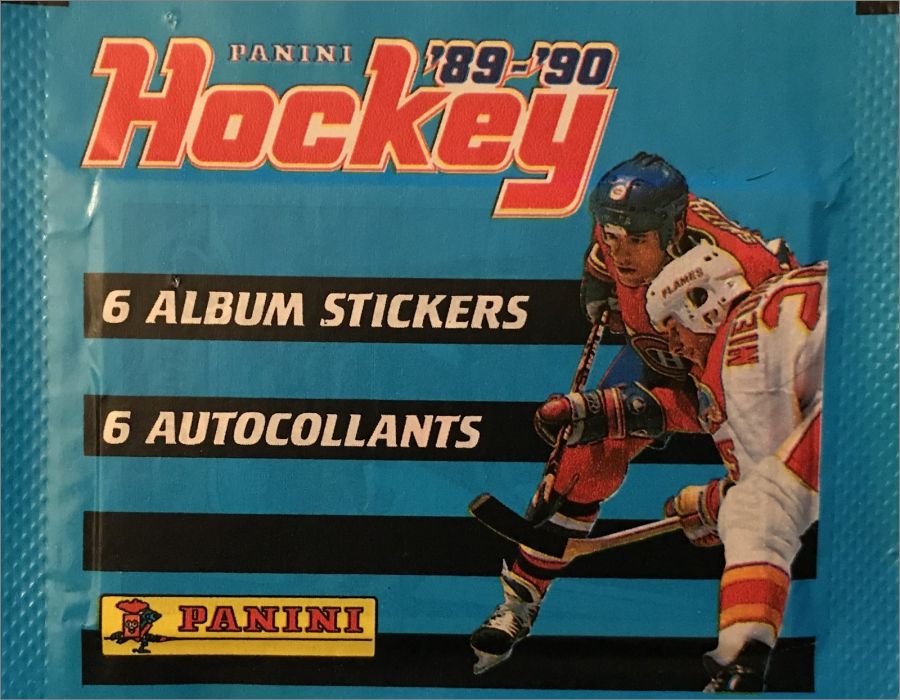 PANINI
'89-'90
Hockey
6 ALBUM STICKERS
FLAMES
6 AUTOCOLLANTS
PANINI